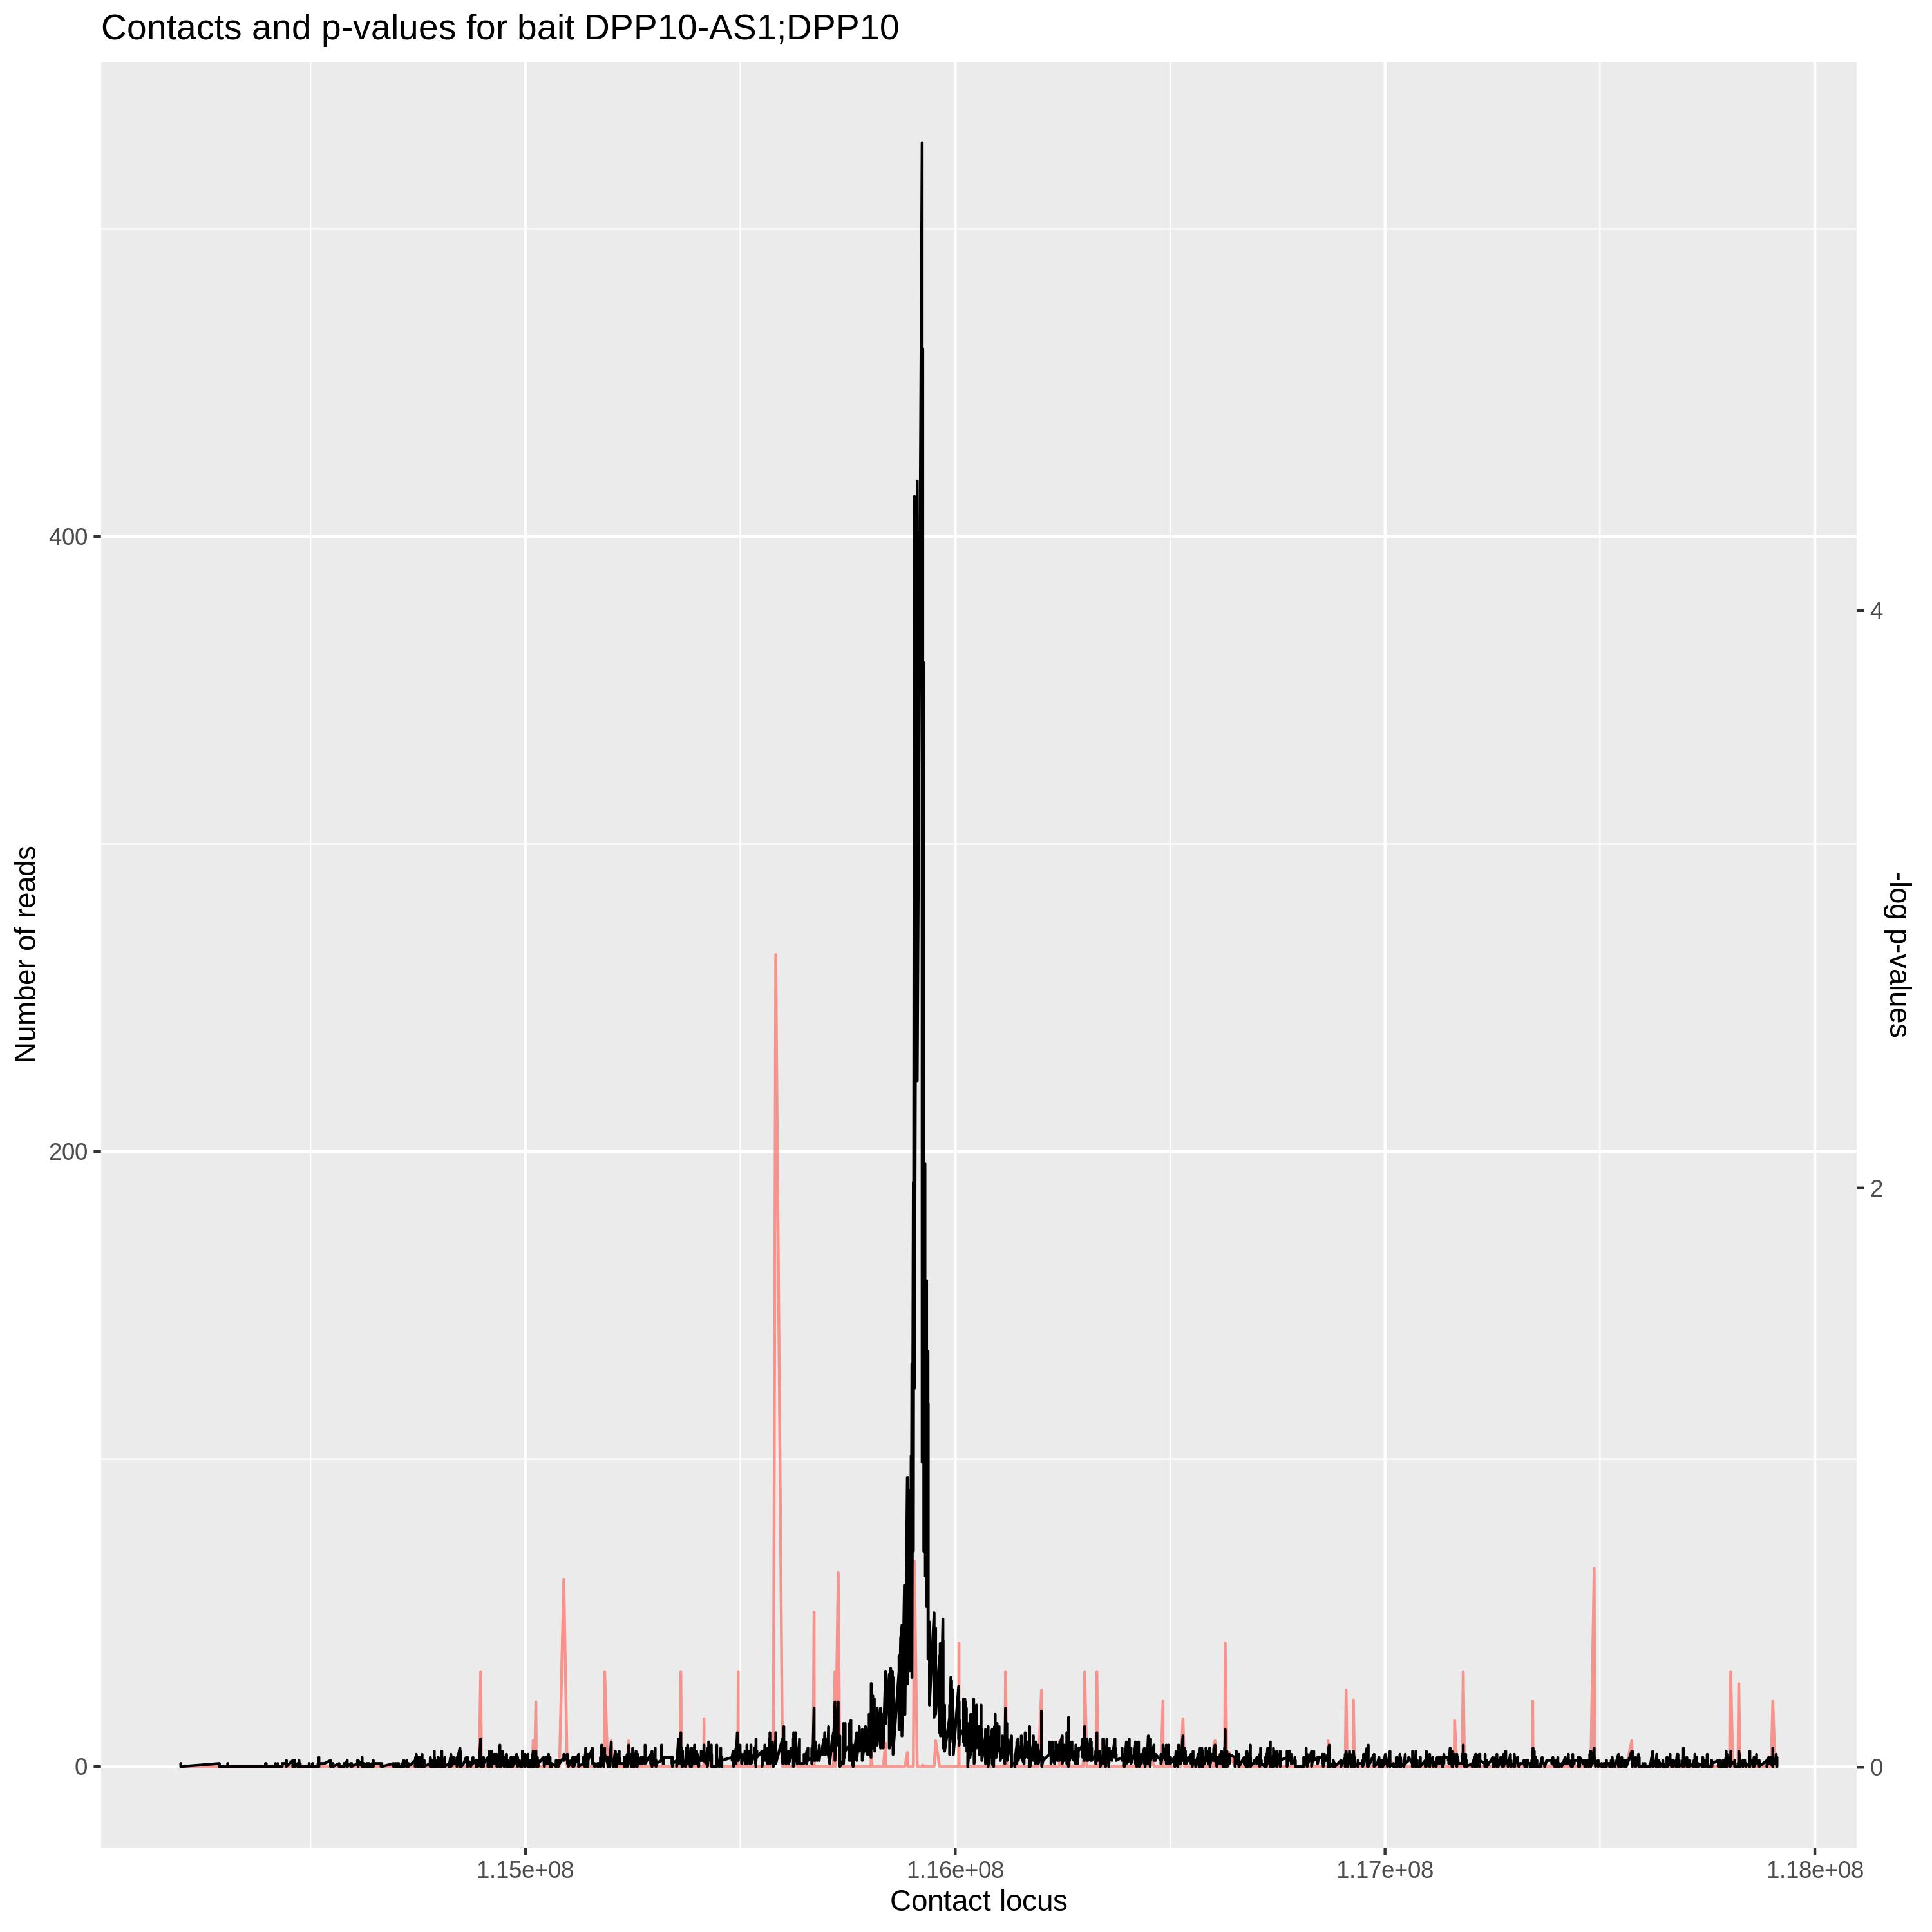 Contacts and p-values for bait DPP10-AS1;DPP10
Number of reads
400
200
0
-log p-values
4
2
0
1.15e+08 1.16e+08 1.17e+08 1.18e+08
Contact locus